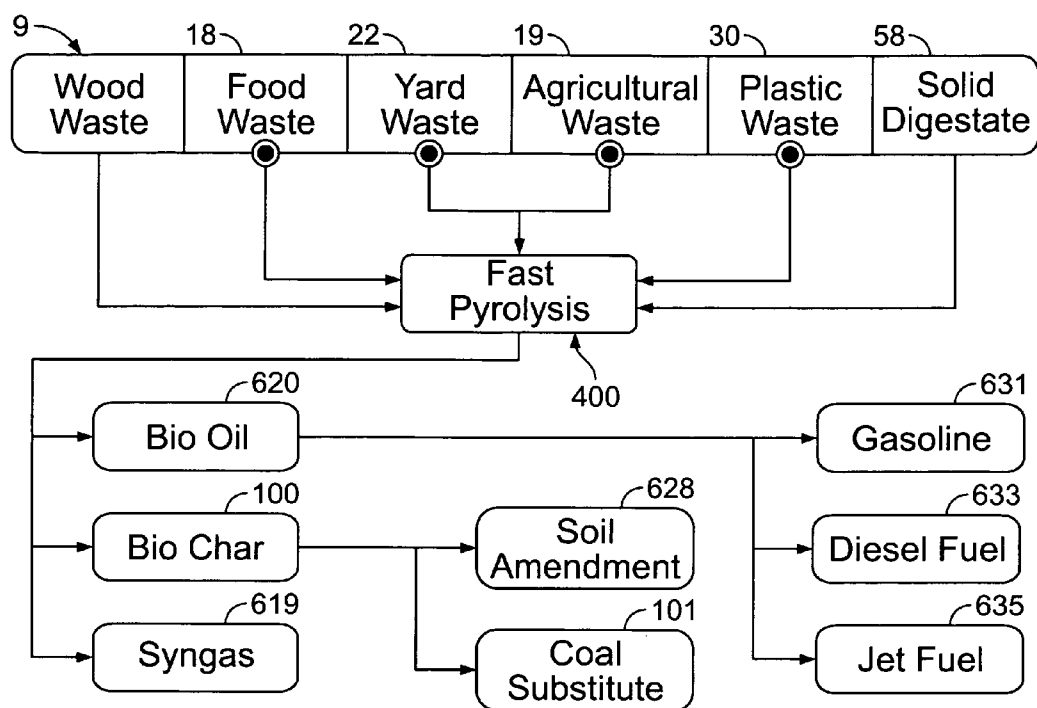 9
18
22
19
30
58
Wood
Waste
Food
Waste
Yard
Waste
Agricultural
Waste
Plastic
Waste
Solid
Digestate
Fast
Pyrolysis
400
620
Bio Oil
631
Gasoline
100
Bio Char
628
Soil
Amendment
633
Diesel Fuel
619
Syngas
101
Coal
Substitute
635
Jet Fuel